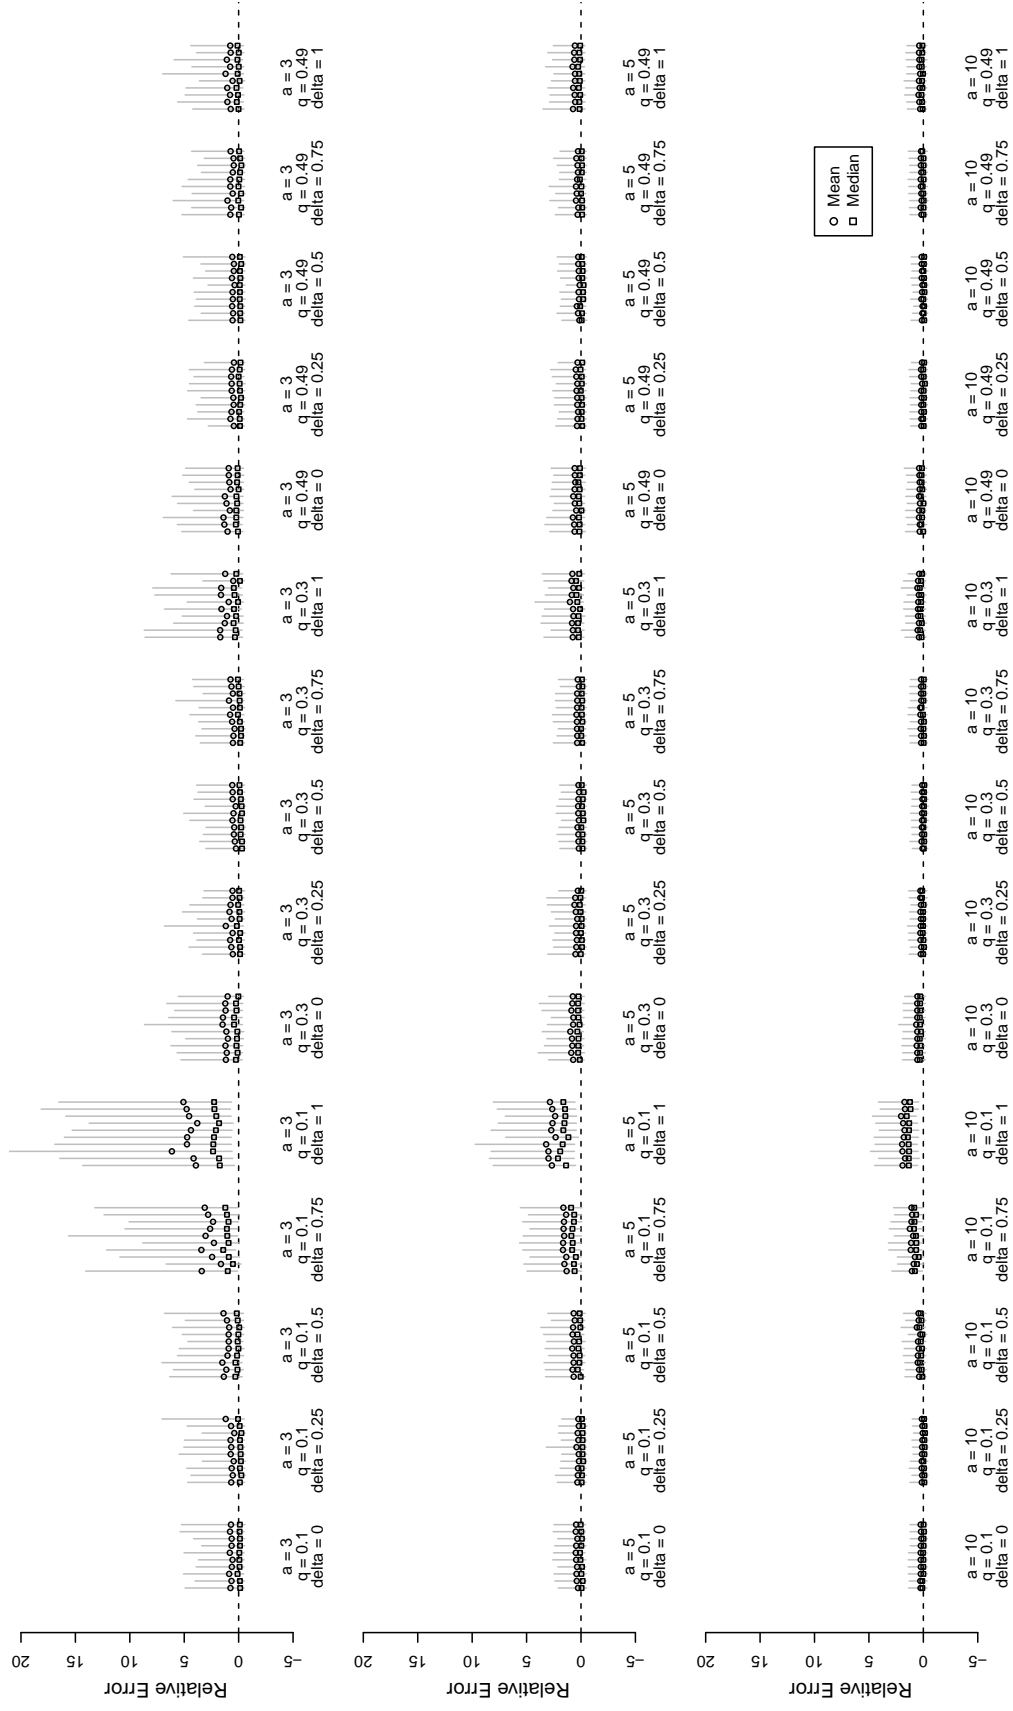 Relative Error
20
15
10
5
0
−5
a = 3
q = 0.1
delta = 0
a = 3
q = 0.1
delta = 0.25
a = 3
q = 0.1
delta = 0.5
a = 3
q = 0.1
delta = 0.75
a = 3
q = 0.1
delta = 1
a = 3
q = 0.3
delta = 0
a = 3
q = 0.3
delta = 0.25
a = 3
q = 0.3
delta = 0.5
a = 3
q = 0.3
delta = 0.75
a = 3
q = 0.3
delta = 1
a = 3
q = 0.49
delta = 0
a = 3
q = 0.49
delta = 0.25
a = 3
q = 0.49
delta = 0.5
a = 3
q = 0.49
delta = 0.75
a = 3
q = 0.49
delta = 1
Relative Error
20
15
10
5
0
−5
a = 5
q = 0.1
delta = 0
a = 5
q = 0.1
delta = 0.25
a = 5
q = 0.1
delta = 0.5
a = 5
q = 0.1
delta = 0.75
a = 5
q = 0.1
delta = 1
a = 5
q = 0.3
delta = 0
a = 5
q = 0.3
delta = 0.25
a = 5
q = 0.3
delta = 0.5
a = 5
q = 0.3
delta = 0.75
a = 5
q = 0.3
delta = 1
a = 5
q = 0.49
delta = 0
a = 5
q = 0.49
delta = 0.25
a = 5
q = 0.49
delta = 0.5
a = 5
q = 0.49
delta = 0.75
a = 5
q = 0.49
delta = 1
Relative Error
20
15
10
5
0
−5
Mean
Median
a = 10
q = 0.1
delta = 0
a = 10
q = 0.1
delta = 0.25
a = 10
q = 0.1
delta = 0.5
a = 10
q = 0.1
delta = 0.75
a = 10
q = 0.1
delta = 1
a = 10
q = 0.3
delta = 0
a = 10
q = 0.3
delta = 0.25
a = 10
q = 0.3
delta = 0.5
a = 10
q = 0.3
delta = 0.75
a = 10
q = 0.3
delta = 1
a = 10
q = 0.49
delta = 0
a = 10
q = 0.49
delta = 0.25
a = 10
q = 0.49
delta = 0.5
a = 10
q = 0.49
delta = 0.75
a = 10
q = 0.49
delta = 1